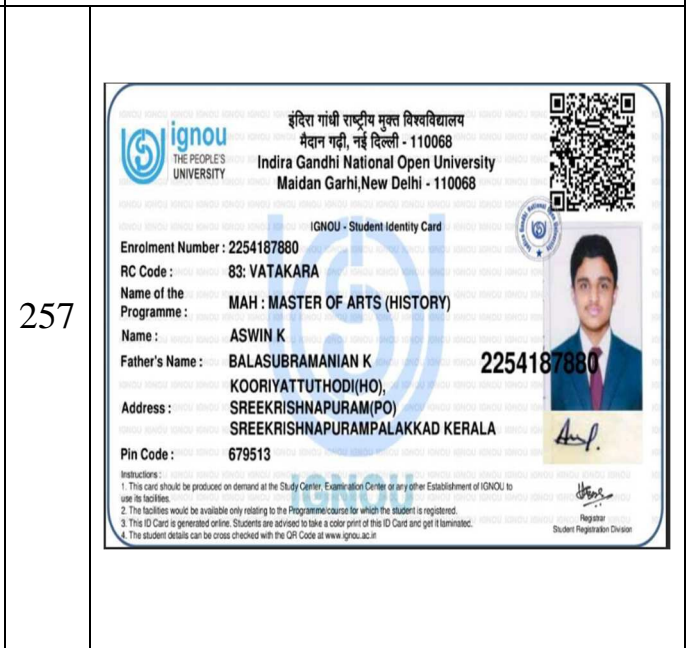 257
ignou
THE PEOPLE'S
UNIVERSITY
इंदिरा गांधी राष्ट्रीय मुक्त विश्वविद्यालय
मैदान गढ़ी, नई दिल्ली - 110068
Indira Gandhi National Open University
Maidan Garhi,New Delhi - 110068
IGNOU - Student Identity Card
Enrolment Number : 2254187880
RC Code : 83: VATAKARA
Name of the
Programme : MAH : MASTER OF ARTS (HISTORY)
Name : ASWIN K
Father's Name : BALASUBRAMANIAN K
2254187880
Address : KOORIYATTUTHODI(HO),
SREEKRISHNAPURAM(PO)
SREEKRISHNAPURAMPALAKKAD KERALA
Pin Code : 679513
Instructions :
1. This card should be produced on demand at the Study Center, Examination Center or any other Establishment of IGNOU to
use its facilities.
2. The facilities would be available only relating to the Programme/course for which the student is registered.
3. This ID Card is generated online. Students are advised to take a color print of this ID Card and get it laminated.
4. The student details can be cross checked with the QR Code at www.ignou.ac.in
IGNOU
Registrar
Student Registration Division